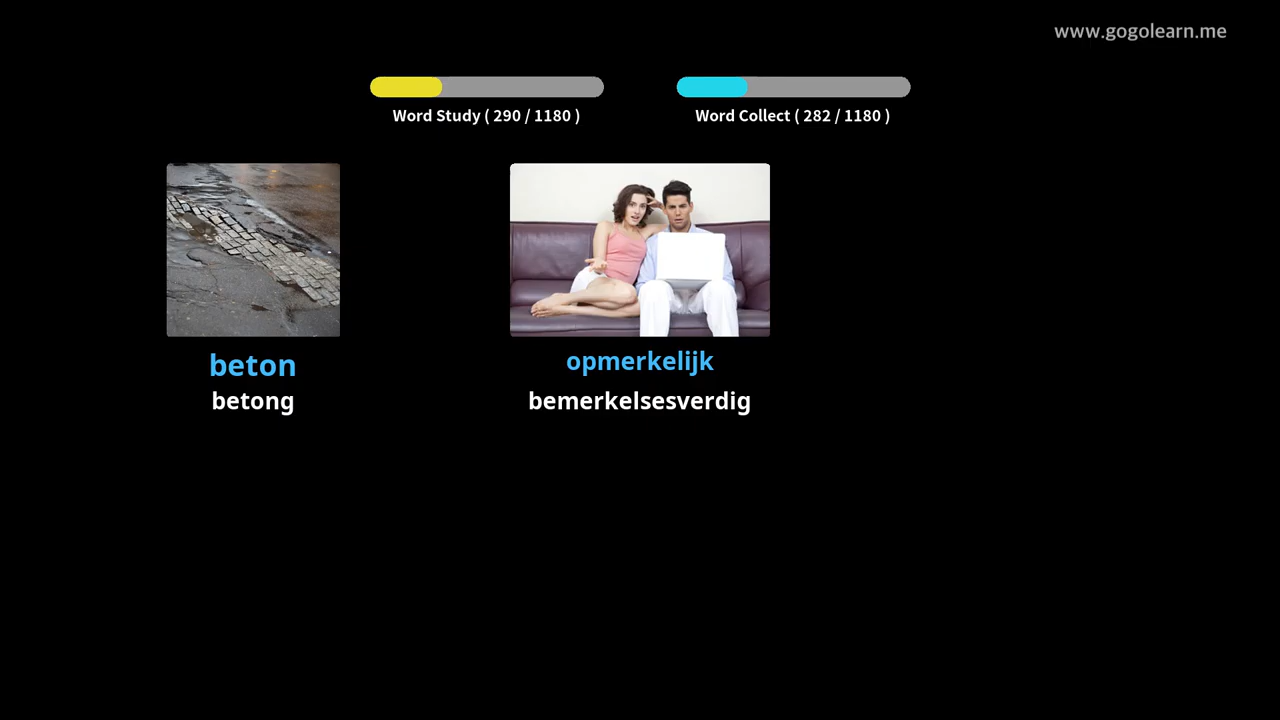 www.gogolearn.me
Word Study ( 290 / 1180 )
Word Collect ( 282 / 1180 )
beton
betong
opmerkelijk
bemerkelsesverdig